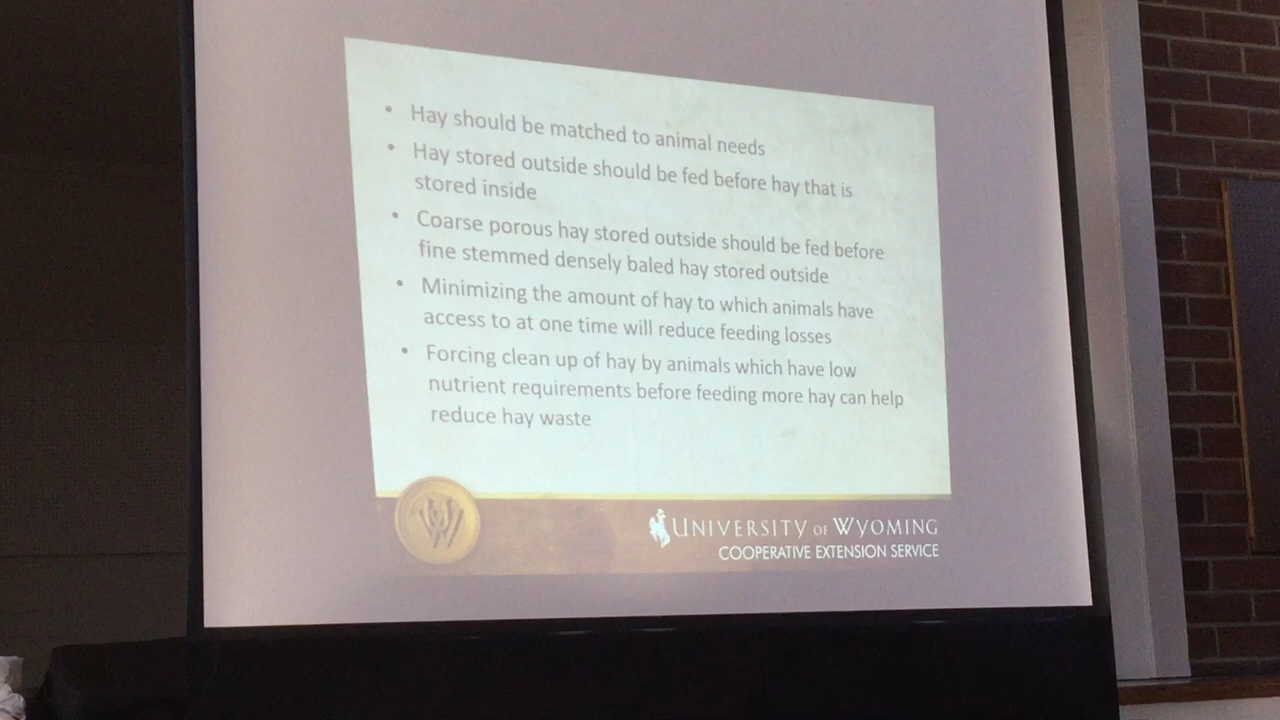 • Hay should be matched to animal needs
• Hay stored outside should be fed before hay that is
stored inside
• Coarse porous hay stored outside should be fed before
fine stemmed densely baled hay stored outside
• Minimizing the amount of hay to which animals have
access to at one time will reduce feeding losses
• Forcing clean up of hay by animals which have low
nutrient requirements before feeding more hay can help
reduce hay waste
UW
UNIVERSITY OF WYOMING
COOPERATIVE EXTENSION SERVICE